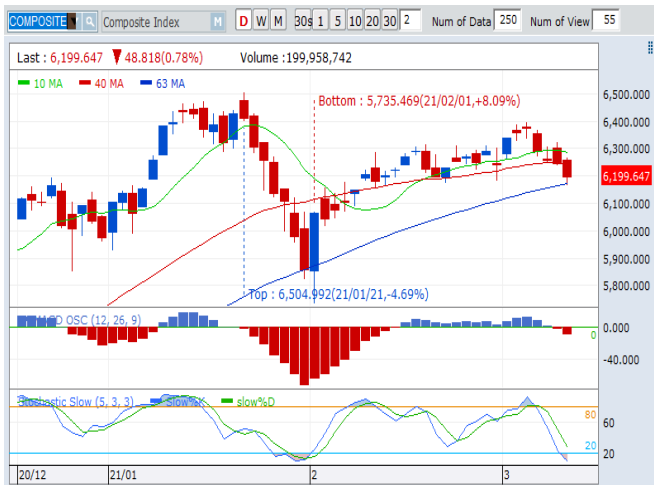 COMPOSITE Composite Index M D W M 30s 1 5 10 20 30 2 Num of Data 250 Num of View 55
Last : 6,199.647 ▼ 48.818(0.78%) Volume :199,958,742
10 MA 40 MA 63 MA
Bottom : 5,735.469(21/02/01,+8.09%)
6,500.000
6,400.000
6,300.000
6,199.647
6,100.000
6,000.000
5,900.000
5,800.000
Top : 6,504.992(21/01/21,-4.69%)
OSC (12, 26, 9)
0.000
0
-40.000
Stochastic Slow (5, 3, 3) Slow%K slow%D
80
60
20
20
20/12 21/01 2 3